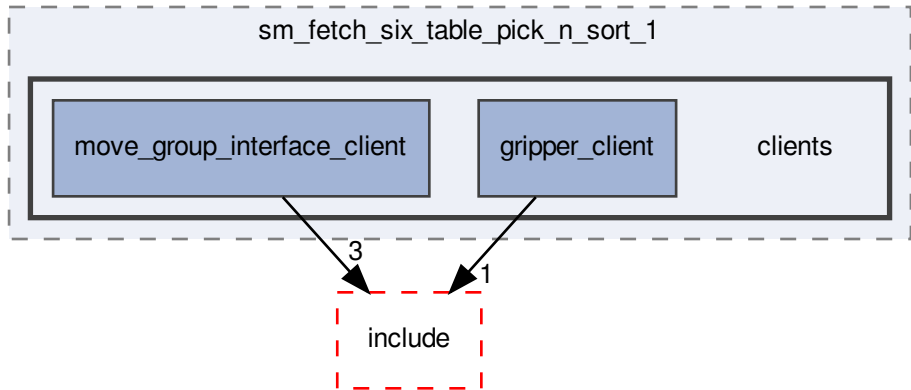 sm_fetch_six_table_pick_n_sort_1
move_group_interface_client
gripper_client
clients
3
1
include